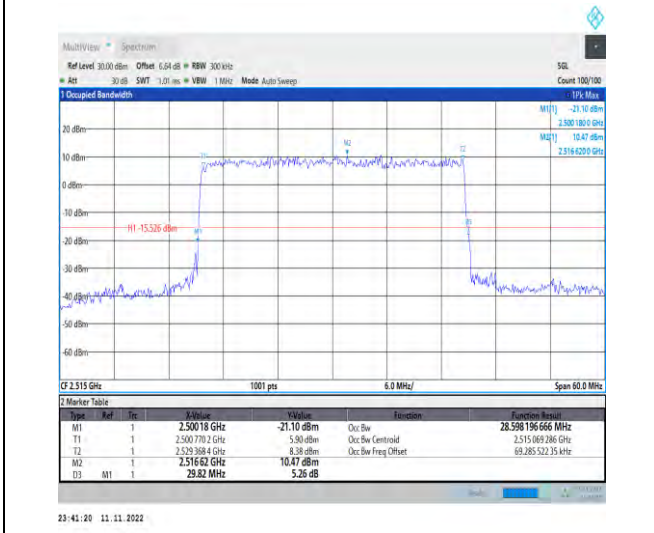 MultiView Spectrum
Ref Level 30.00 dBm Offset 6.64 dB RBW 300 kHz SGL
Att 30 dB SWT 1.01 ms VBW 1 MHz Mode Auto Sweep Count 100/100
1 Occupied Bandwidth 1Pk Max
M1[1] -21.10 dBm
2.500 180 0 GHz
M2[1] 10.47 dBm
2.516 620 0 GHz
20 dBm
M2
T1
T2
10 dBm
0 dBm
-10 dBm
H1 -15.526 dBm
M1
D3
-20 dBm
-30 dBm
-40 dBm
-50 dBm
-60 dBm
CF 2.515 GHz 1001 pts 6.0 MHz/ Span 60.0 MHz
2 Marker Table
Type Ref Trc X-Value Y-Value Function Function Result
M1 1 2.500 18 GHz -21.10 dBm Occ Bw 28.598 196 666 MHz
T1 1 2.500 770 2 GHz 5.90 dBm Occ Bw Centroid 2.515 069 286 GHz
T2 1 2.529 368 4 GHz 8.38 dBm Occ Bw Freq Offset 69.285 522 35 kHz
M2 1 2.516 62 GHz 10.47 dBm
D3 M1 1 29.82 MHz 5.26 dB
Ready
23:41:20 11.11.2022